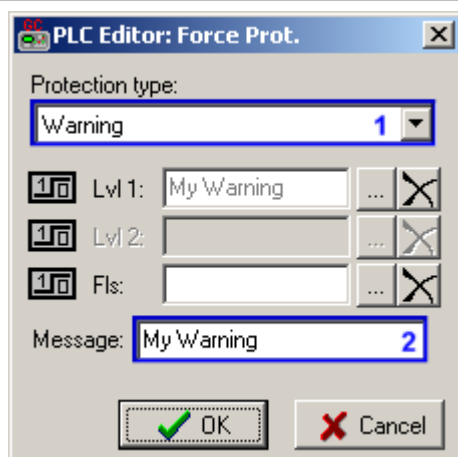 GC PLC Editor: Force Prot.
Protection type:
Warning 1
Lvl 1: My Warning ...
Lvl 2: ...
Fls: ...
Message: My Warning 2
OK Cancel